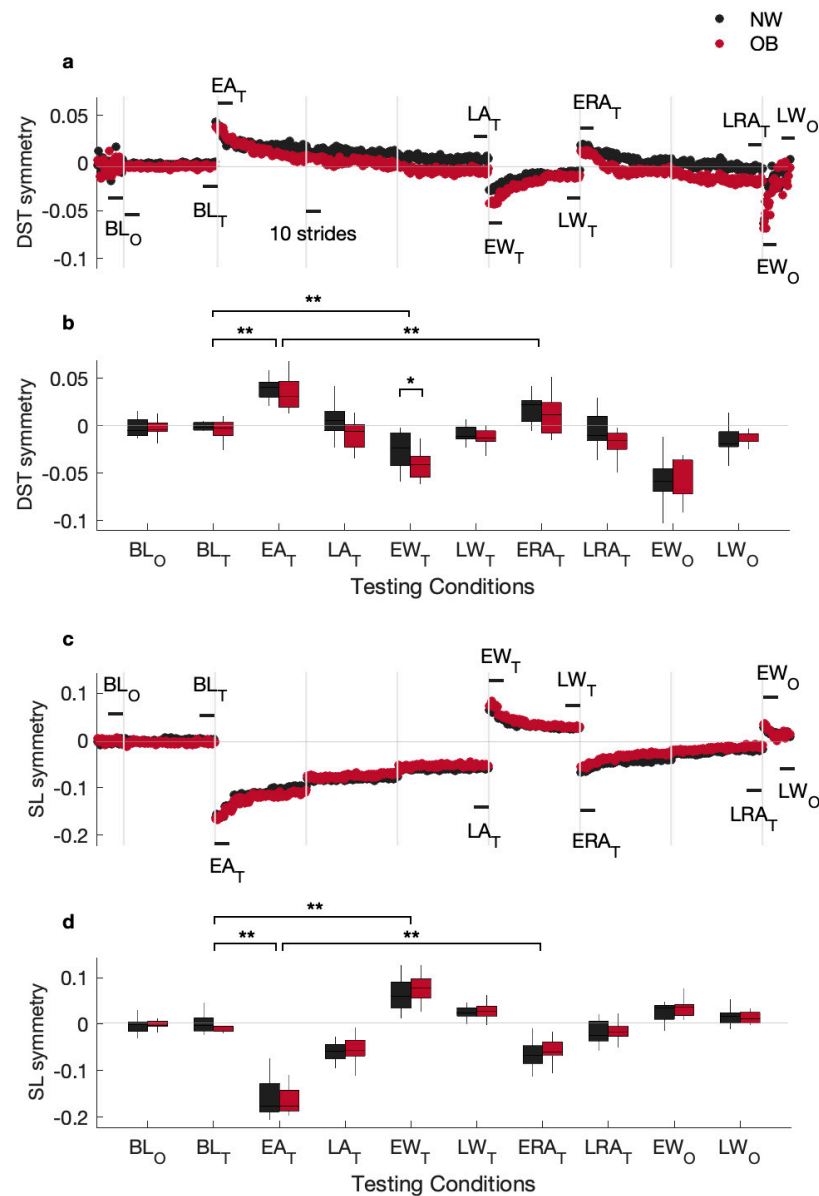 NW
OB
a
EA_T
LA_T
ERA_T
LRA_T
LW_O
0.05
0
-0.05
-0.1
DST symmetry
BL_O
BL_T
10 strides
EW_T
LW_T
EW_O
b
**
**
**
*
0.05
0
-0.05
-0.1
DST symmetry
BL_O BL_T EA_T LA_T EW_T LW_T ERA_T LRA_T EW_O LW_O
Testing Conditions
c
BL_O
BL_T
EW_T
LW_T
EW_O
0.1
0
-0.1
-0.2
SL symmetry
EA_T
LA_T
ERA_T
LRA_T
LW_O
d
**
**
**
0.1
0
-0.1
-0.2
SL symmetry
BL_O BL_T EA_T LA_T EW_T LW_T ERA_T LRA_T EW_O LW_O
Testing Conditions